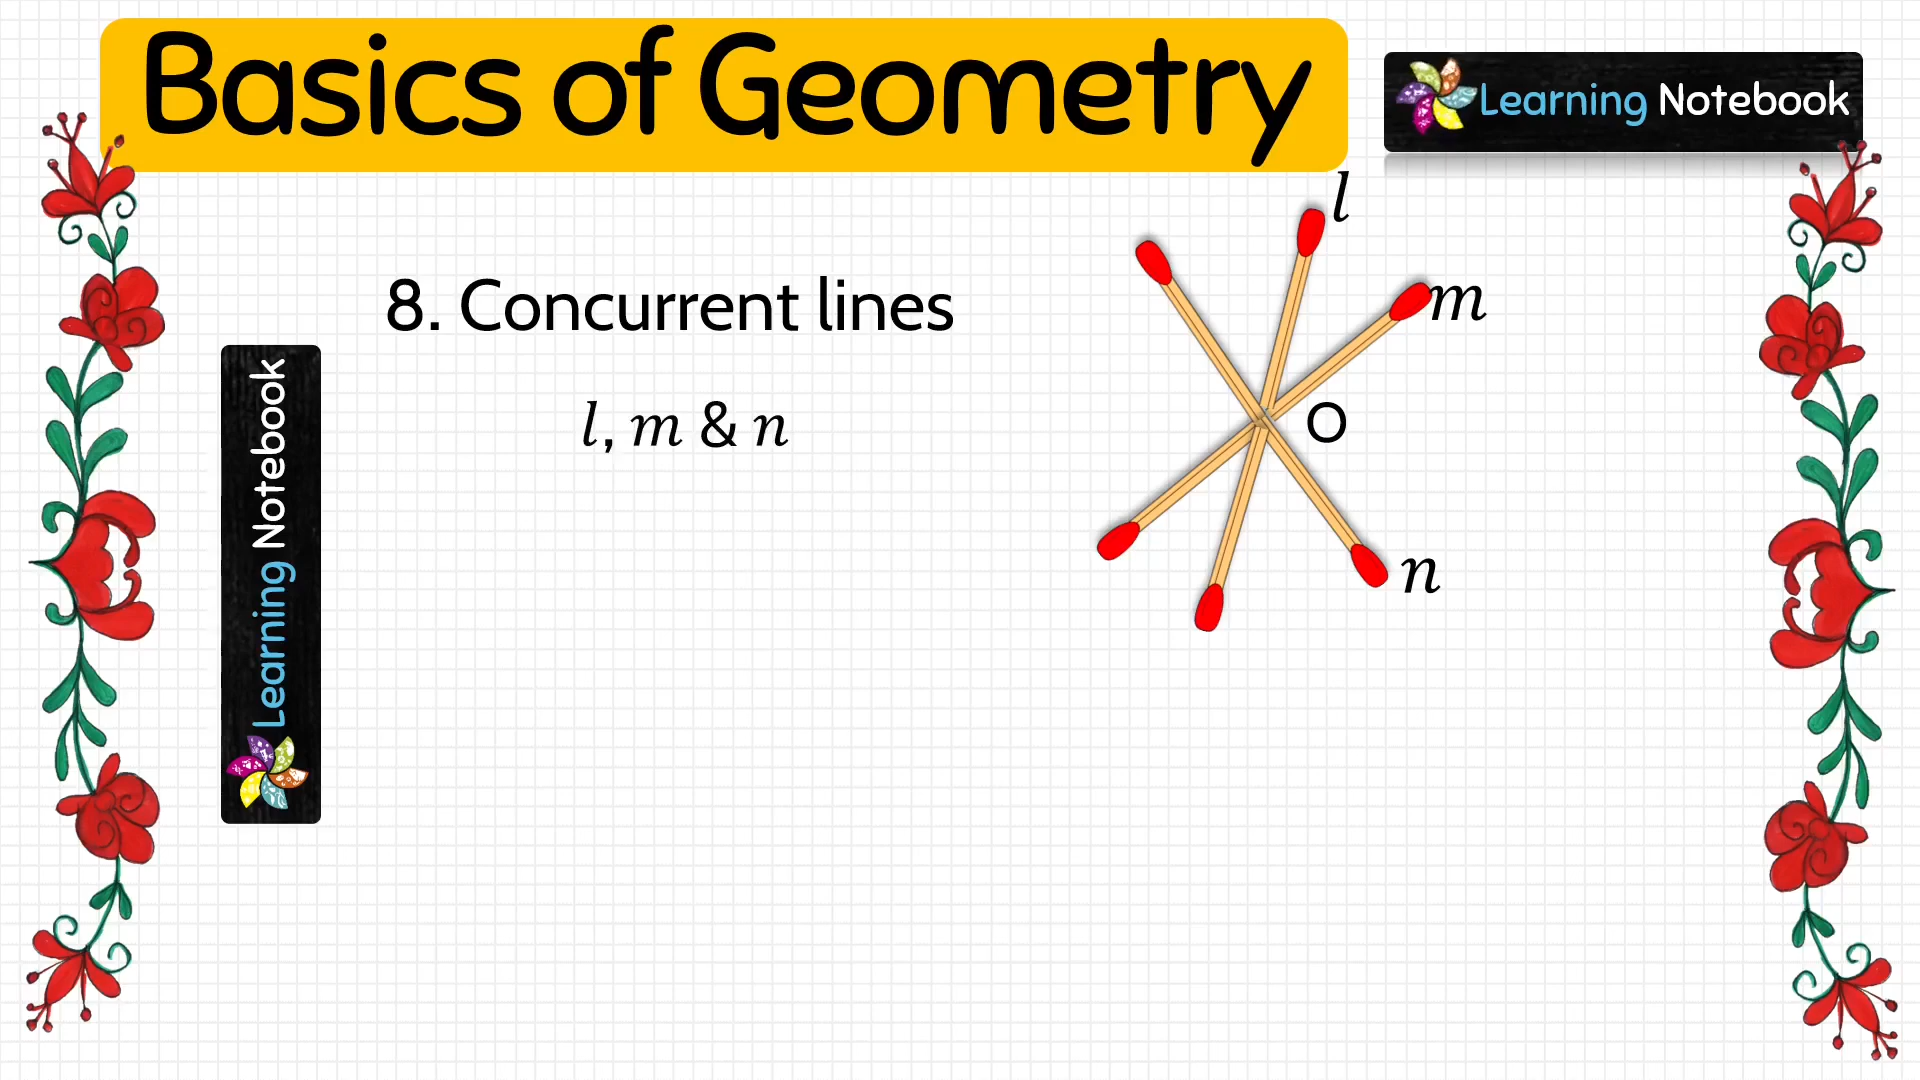 Basics of Geometry
Learning Notebook
l
m
8. Concurrent lines
l, m & n
O
n
Learning Notebook